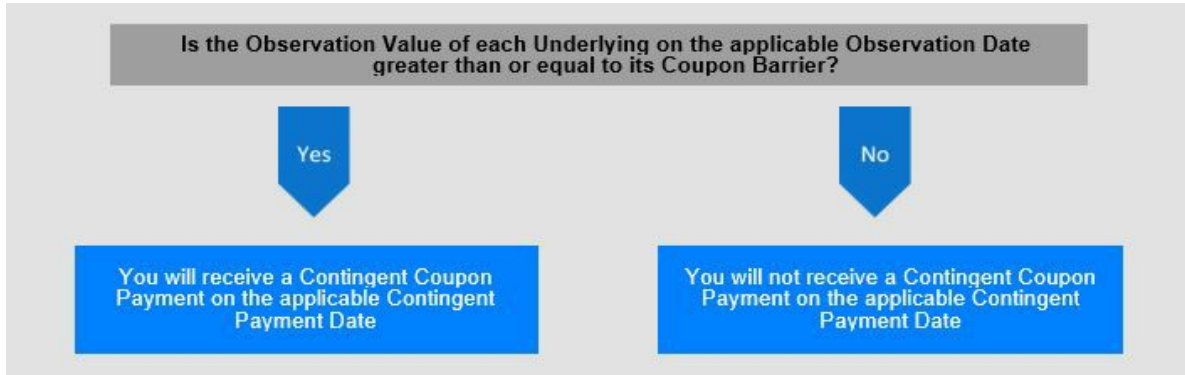 Is the Observation Value of each Underlying on the applicable Observation Date
greater than or equal to its Coupon Barrier?
Yes
No
You will receive a Contingent Coupon
Payment on the applicable Contingent
Payment Date
You will not receive a Contingent Coupon
Payment on the applicable Contingent
Payment Date